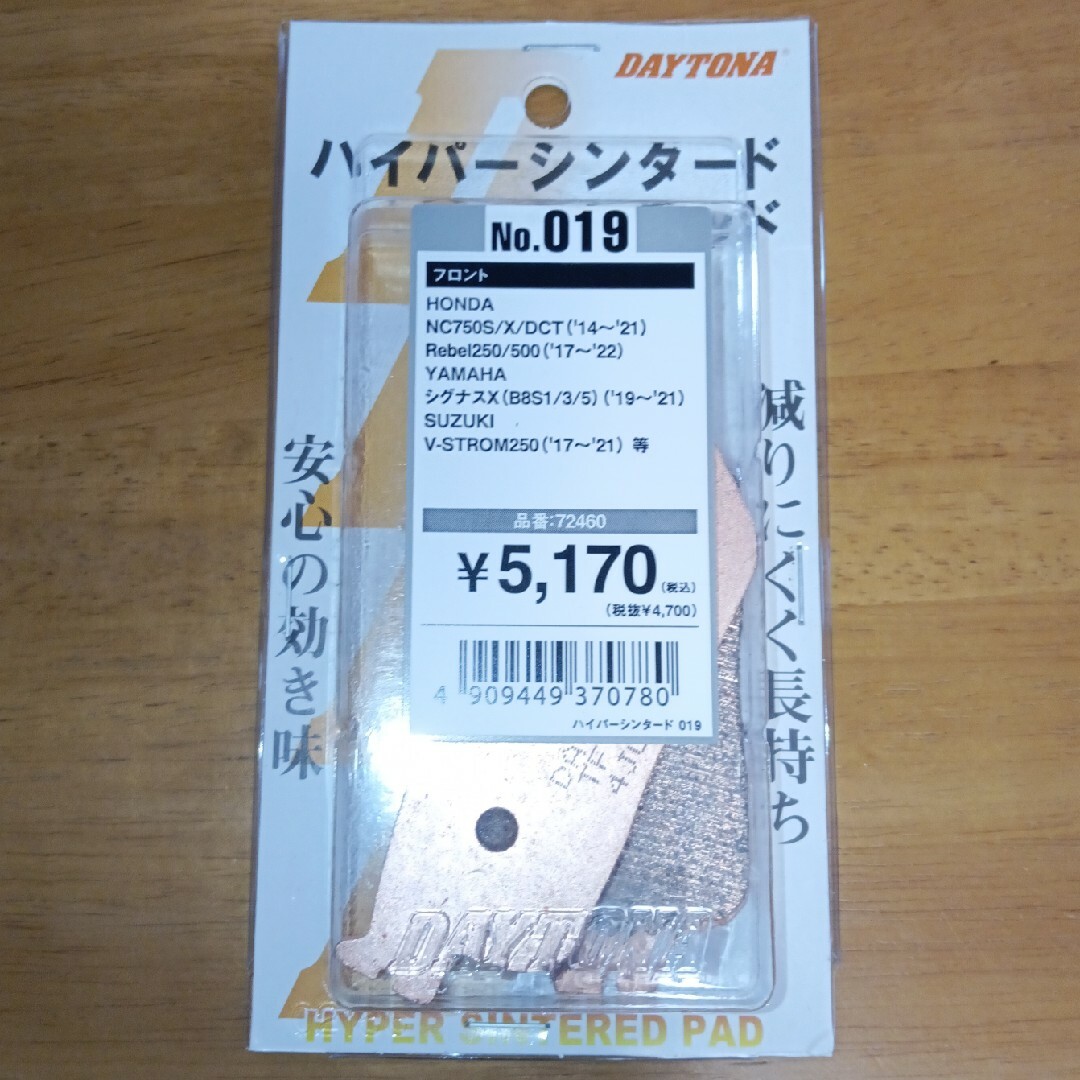 DAYTONA
ハイパーシンタード
ド
No.019
フロント
HONDA
NC750S/X/DCT('14～'21)
Rebel250/500('17～'22)
YAMAHA
シグナスX(B8S1/3/5)('19～'21)
SUZUKI
V-STROM250('17～'21) 等
品番:72460
¥5,170(税込)
(税抜¥4,700)
4 909449 370780
ハイパーシンタード 019
減りにくく長持ち
安心の効き味
DAYTONA
HYPER SINTERED PAD